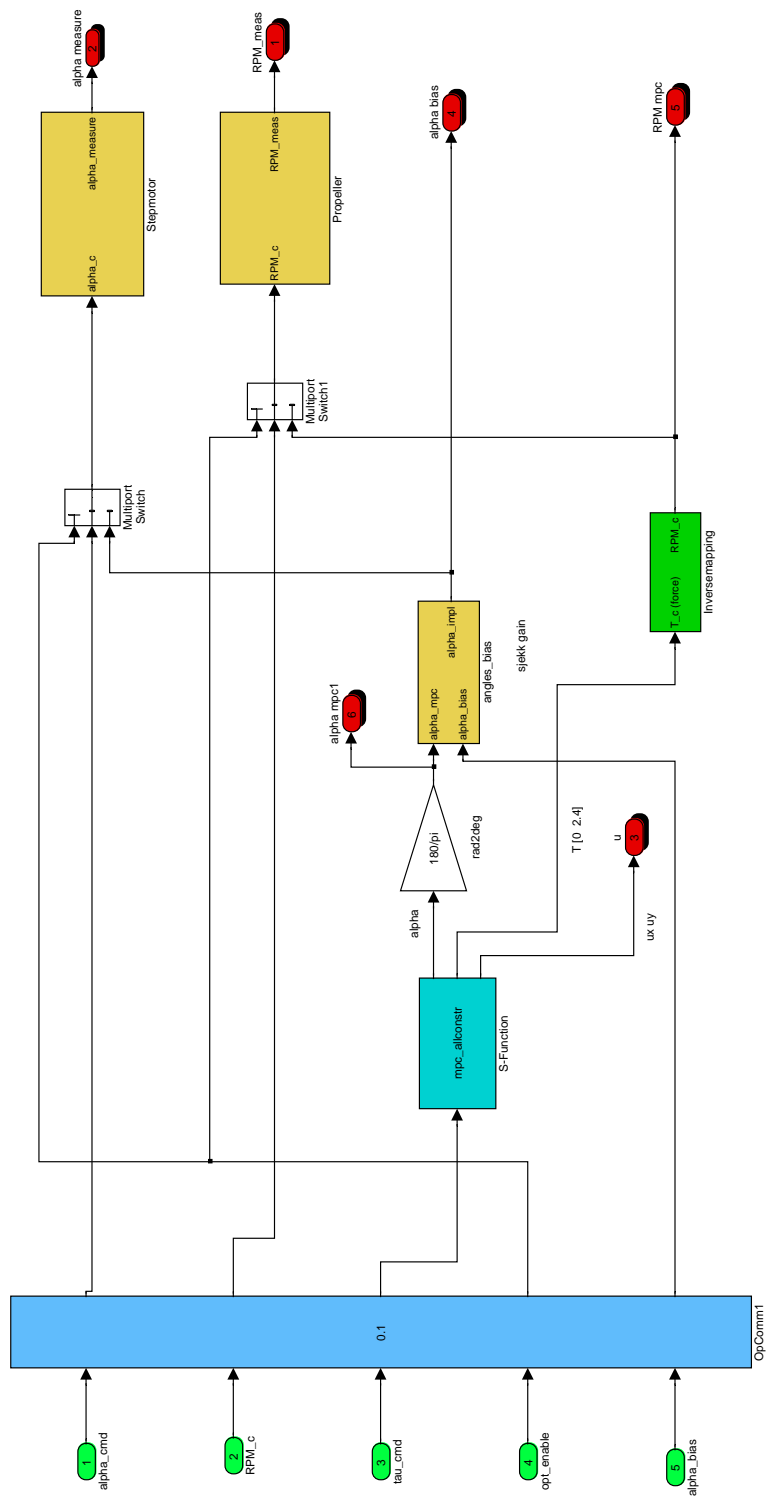 1
alpha_cmd
2
RPM_c
3
tau_cmd
4
opt_enable
5
alpha_bias
0.1
OpComm1
mpc_allconstr
S-Function
alpha
ux uy
T [0 2.4]
u
3
180/pi
rad2deg
alpha mpc1
6
alpha_mpc
alpha_bias
alpha_impl
angles_bias
sjekk gain
T_c (force)
RPM_c
Inversemapping
Multiport
Switch
Multiport
Switch1
alpha_c
alpha_measure
Stepmotor
RPM_c
RPM_meas
Propeller
alpha measure
2
RPM_meas
1
alpha bias
4
RPM mpc
5